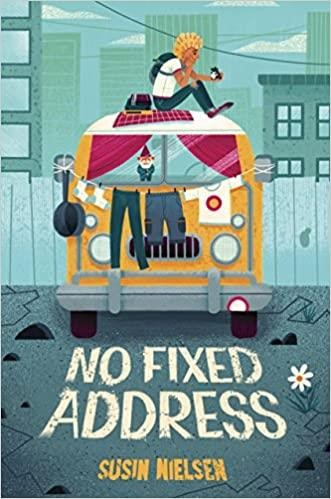 NO FIXED
ADDRESS
SUSIN NIELSEN